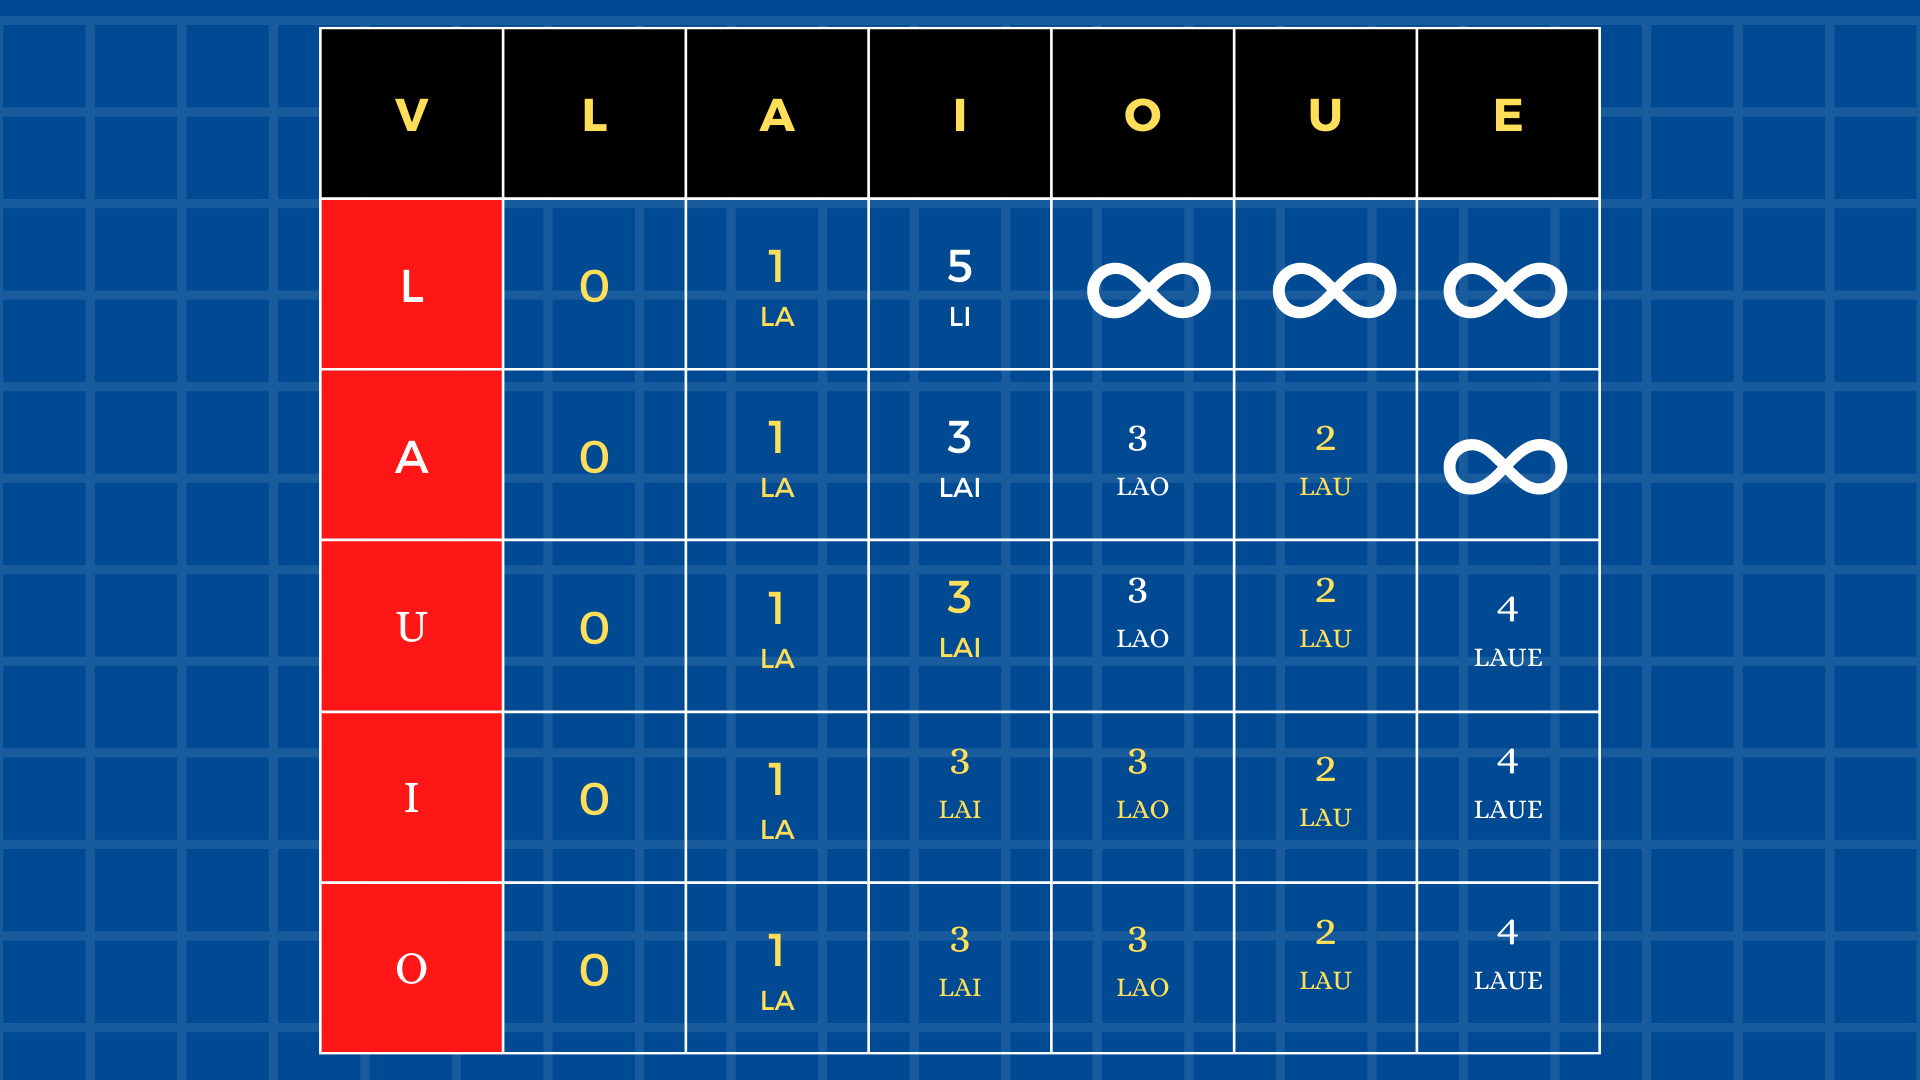 V L A I O U E
L 0 1 5 ∞ ∞ ∞
LA LI
A 0 1 3 3 2 ∞
LA LAI LAO LAU
U 0 1 3 3 2 4
LA LAI LAO LAU LAUE
I 0 1 3 3 2 4
LA LAI LAO LAU LAUE
O 0 1 3 3 2 4
LA LAI LAO LAU LAUE